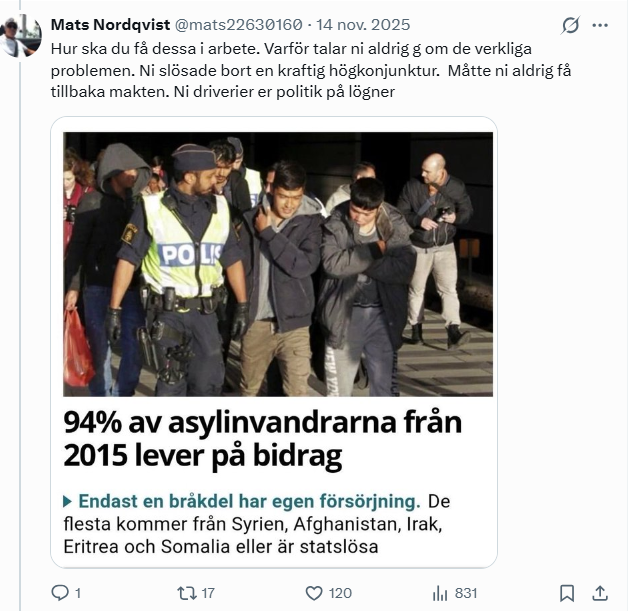 Mats Nordqvist @mats22630160 · 14 nov. 2025
Hur ska du få dessa i arbete. Varför talar ni aldrig g om de verkliga
problemen. Ni slösade bort en kraftig högkonjunktur.  Måtte ni aldrig få
tillbaka makten. Ni driverier er politik på lögner
POLIS
94% av asylinvandrarna från
2015 lever på bidrag
Endast en bråkdel har egen försörjning. De
flesta kommer från Syrien, Afghanistan, Irak,
Eritrea och Somalia eller är statslösa
1 17 120 831